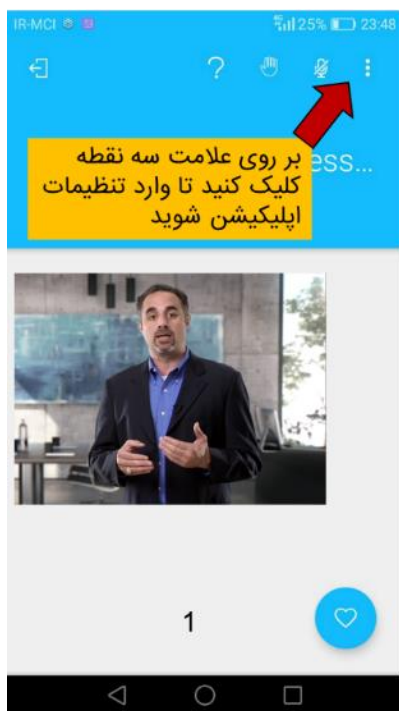 IR-MCI
4G 25% 23:48
?
ess...
بر روی علامت سه نقطه
کلیک کنید تا وارد تنظیمات
اپلیکیشن شوید
1